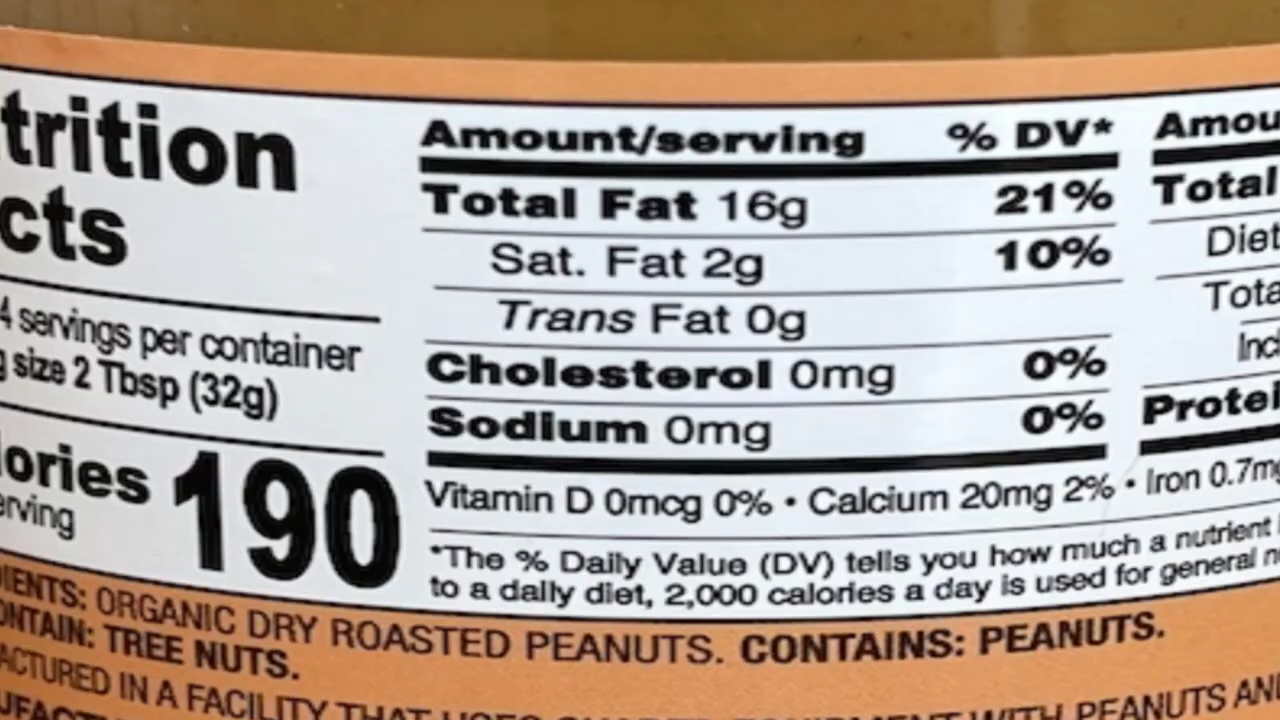 trition
cts
4 servings per container
g size 2 Tbsp (32g)
lories 190
erving
Amount/serving % DV*
Total Fat 16g 21%
Sat. Fat 2g 10%
Trans Fat 0g
Cholesterol 0mg 0%
Sodium 0mg 0%
Amou
Total
Diet
Tota
Incl
Protei
Vitamin D 0mcg 0% • Calcium 20mg 2% • Iron 0.7mg
*The % Daily Value (DV) tells you how much a nutrient
to a daily diet, 2,000 calories a day is used for general n
DIENTS: ORGANIC DRY ROASTED PEANUTS. CONTAINS: PEANUTS.
ONTAIN: TREE NUTS.
ACTURED IN A FACILITY THAT USES SHARED EQUIPMENT WITH PEANUTS AN